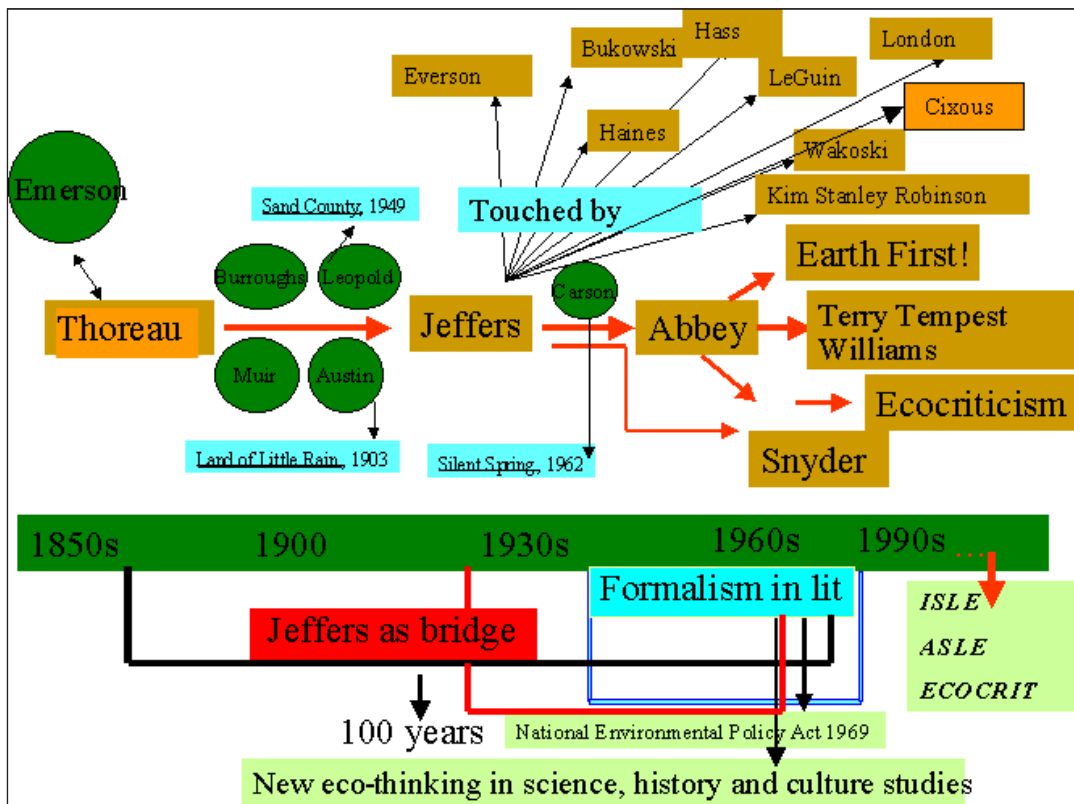 Hass
London
Bukowski
Everson
LeGuin
Cixous
Haines
Wakoski
Emerson
Kim Stanley Robinson
Sand County, 1949
Touched by
Earth First!
Burroughs
Leopold
Carson
Thoreau
Jeffers
Abbey
Terry Tempest
Williams
Muir
Austin
Ecocriticism
Land of Little Rain, 1903
Silent Spring, 1962
Snyder
1850s
1900
1930s
1960s
1990s ...
Formalism in lit
ISLE
Jeffers as bridge
ASLE
ECOCRIT
100 years
National Environmental Policy Act 1969
New eco-thinking in science, history and culture studies